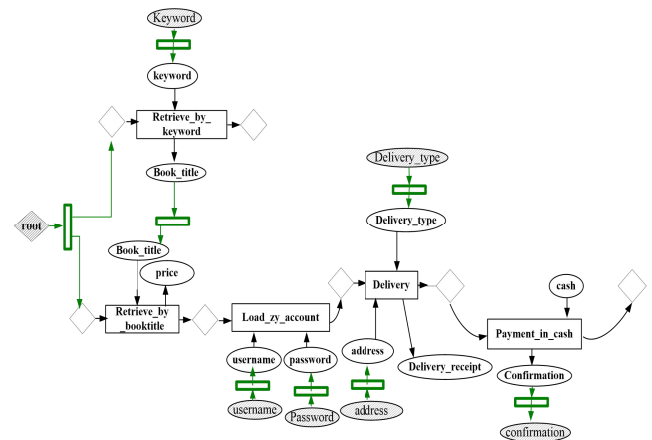 Keyword
keyword
Retrieve_by_
keyword
Book_title
Delivery_type
Delivery_type
root
Book_title
price
Retrieve_by
_booktitle
Load_zy_account
Delivery
cash
Payment_in_cash
username
password
address
Delivery_receipt
Confirmation
username
Password
address
confirmation